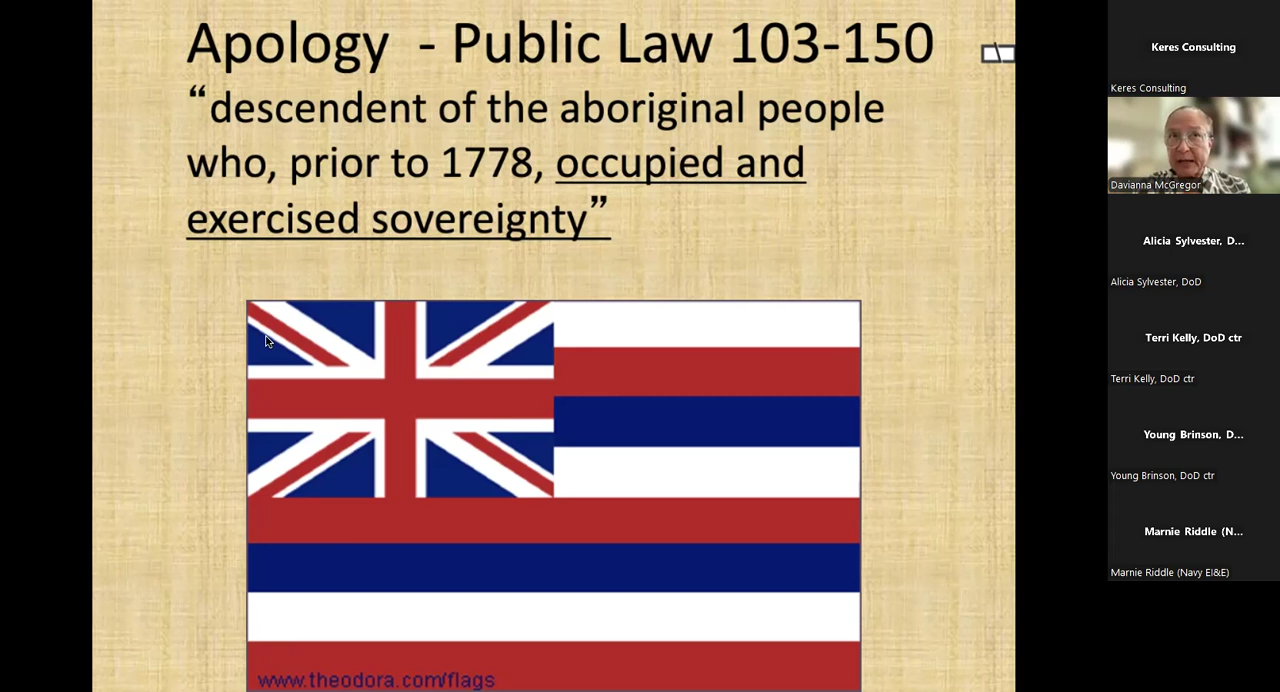 Apology - Public Law 103-150
“descendent of the aboriginal people
who, prior to 1778, occupied and
exercised sovereignty”
www.theodora.com/flags
Keres Consulting
Keres Consulting
Davianna McGregor
Alicia Sylvester, D...
Alicia Sylvester, DoD
Terri Kelly, DoD ctr
Terri Kelly, DoD ctr
Young Brinson, D...
Young Brinson, DoD ctr
Marnie Riddle (N...
Marnie Riddle (Navy EI&E)